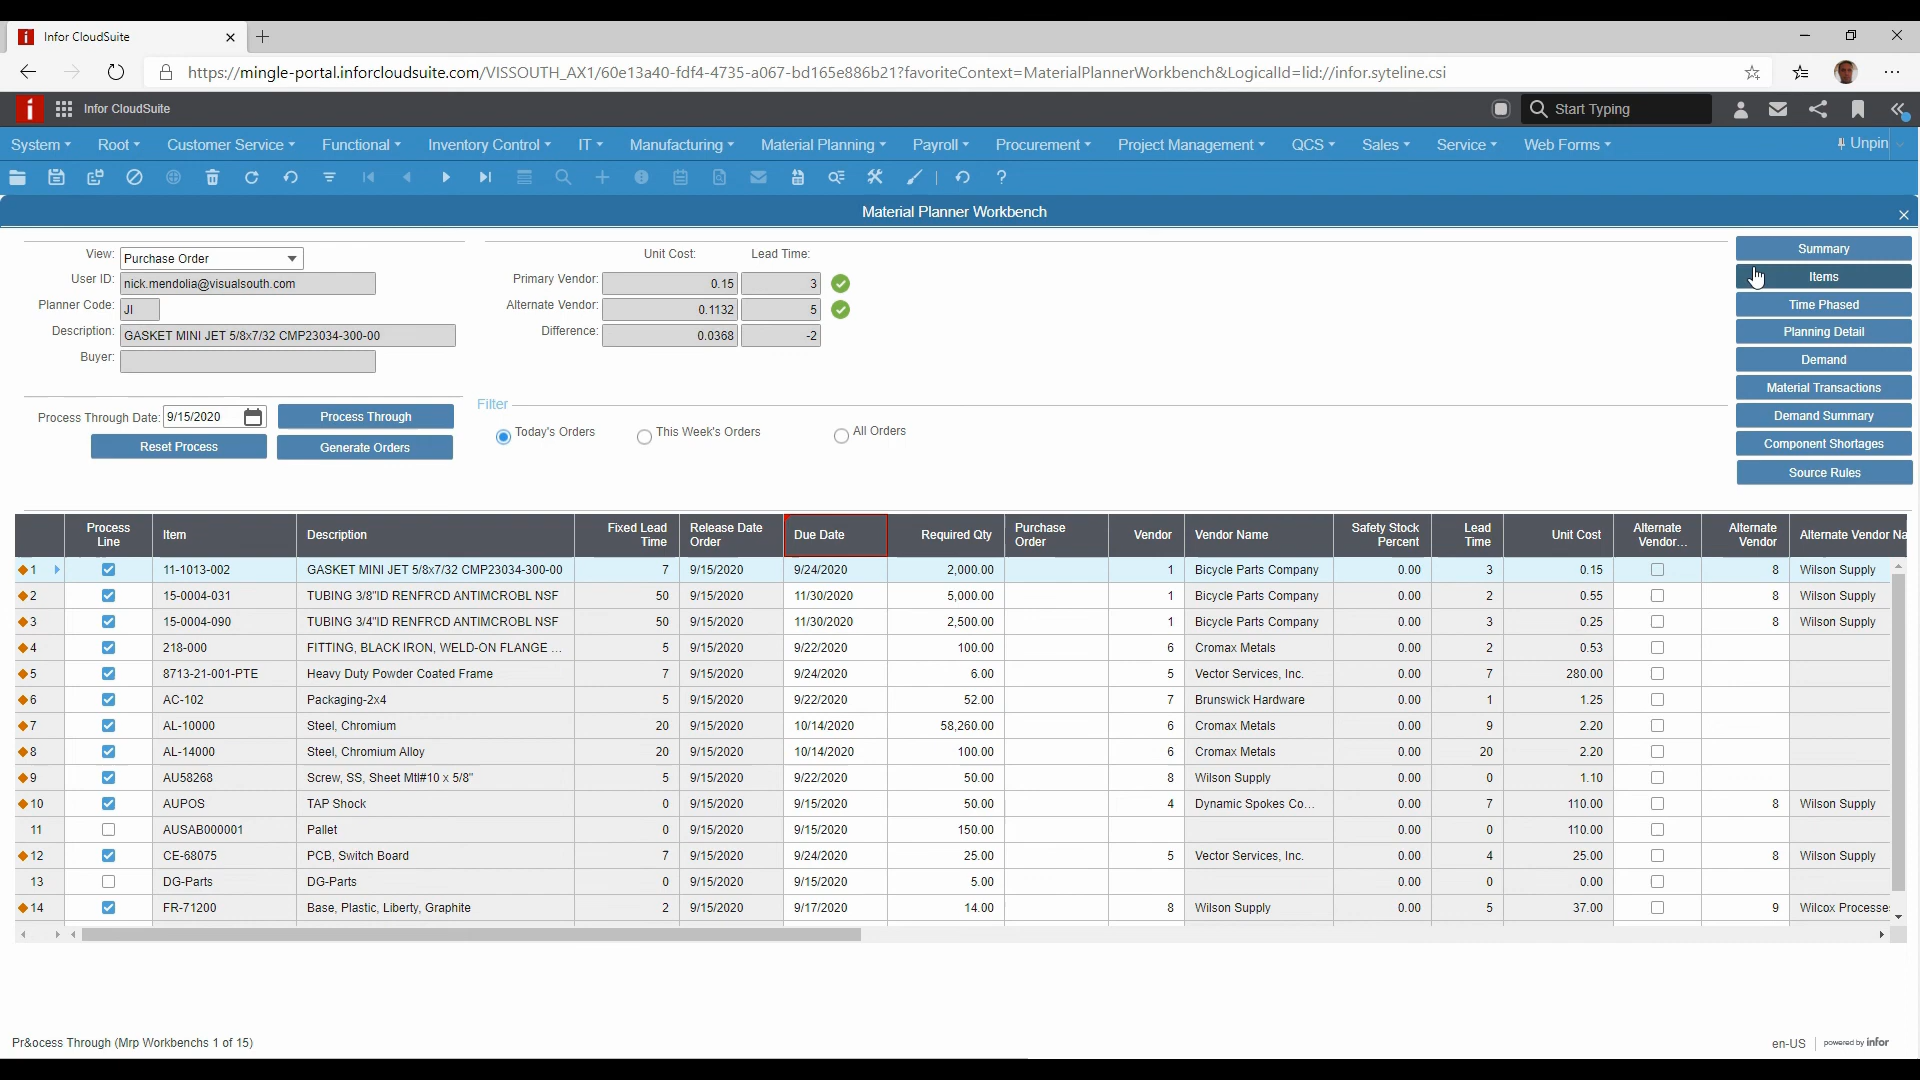 Infor CloudSuite
https://mingle-portal.inforcloudsuite.com/VISSOUTH_AX1/60e13a40-fdf4-4735-a067-bd165e886b21?favoriteContext=MaterialPlannerWorkbench&LogicalId=lid://infor.syteline.csi
Infor CloudSuite Start Typing
System Root Customer Service Functional Inventory Control IT Manufacturing Material Planning Payroll Procurement Project Management QCS Sales Service Web Forms Unpin
Material Planner Workbench
View: Purchase Order Unit Cost: Lead Time: Summary
User ID: nick.mendolia@visualsouth.com Primary Vendor: 0.15 3 Items
Planner Code: JI Alternate Vendor: 0.1132 5 Time Phased
Description: GASKET MINI JET 5/8x7/32 CMP23034-300-00 Difference: 0.0368 -2 Planning Detail
Buyer: Demand
Material Transactions
Filter
Process Through Date: 9/15/2020 Process Through Demand Summary
Today's Orders This Week's Orders All Orders
Reset Process Generate Orders Component Shortages
Source Rules
Process Line Item Description Fixed Lead Time Release Date Order Due Date Required Qty Purchase Order Vendor Vendor Name Safety Stock Percent Lead Time Unit Cost Alternate Vendor... Alternate Vendor Alternate Vendor Na
1 11-1013-002 GASKET MINI JET 5/8x7/32 CMP23034-300-00 7 9/15/2020 9/24/2020 2,000.00 1 Bicycle Parts Company 0.00 3 0.15 8 Wilson Supply
2 15-0004-031 TUBING 3/8"ID RENFRCD ANTIMCROBL NSF 50 9/15/2020 11/30/2020 5,000.00 1 Bicycle Parts Company 0.00 2 0.55 8 Wilson Supply
3 15-0004-090 TUBING 3/4"ID RENFRCD ANTIMCROBL NSF 50 9/15/2020 11/30/2020 2,500.00 1 Bicycle Parts Company 0.00 3 0.25 8 Wilson Supply
4 218-000 FITTING, BLACK IRON, WELD-ON FLANGE ... 5 9/15/2020 9/22/2020 100.00 6 Cromax Metals 0.00 2 0.53
5 8713-21-001-PTE Heavy Duty Powder Coated Frame 7 9/15/2020 9/24/2020 6.00 5 Vector Services, Inc. 0.00 7 280.00
6 AC-102 Packaging-2x4 5 9/15/2020 9/22/2020 52.00 7 Brunswick Hardware 0.00 1 1.25
7 AL-10000 Steel, Chromium 20 9/15/2020 10/14/2020 58,260.00 6 Cromax Metals 0.00 9 2.20
8 AL-14000 Steel, Chromium Alloy 20 9/15/2020 10/14/2020 100.00 6 Cromax Metals 0.00 20 2.20
9 AU58268 Screw, SS, Sheet Mtl#10 x 5/8" 5 9/15/2020 9/22/2020 50.00 8 Wilson Supply 0.00 0 1.10
10 AUPOS TAP Shock 0 9/15/2020 9/15/2020 50.00 4 Dynamic Spokes Co... 0.00 7 110.00 8 Wilson Supply
11 AUSAB000001 Pallet 0 9/15/2020 9/15/2020 150.00 0.00 0 110.00
12 CE-68075 PCB, Switch Board 7 9/15/2020 9/24/2020 25.00 5 Vector Services, Inc. 0.00 4 25.00 8 Wilson Supply
13 DG-Parts DG-Parts 0 9/15/2020 9/15/2020 5.00 0.00 0 0.00
14 FR-71200 Base, Plastic, Liberty, Graphite 2 9/15/2020 9/17/2020 14.00 8 Wilson Supply 0.00 5 37.00 9 Wilcox Processes
Pr&ocess Through (Mrp Workbenchs 1 of 15) en-US powered by infor